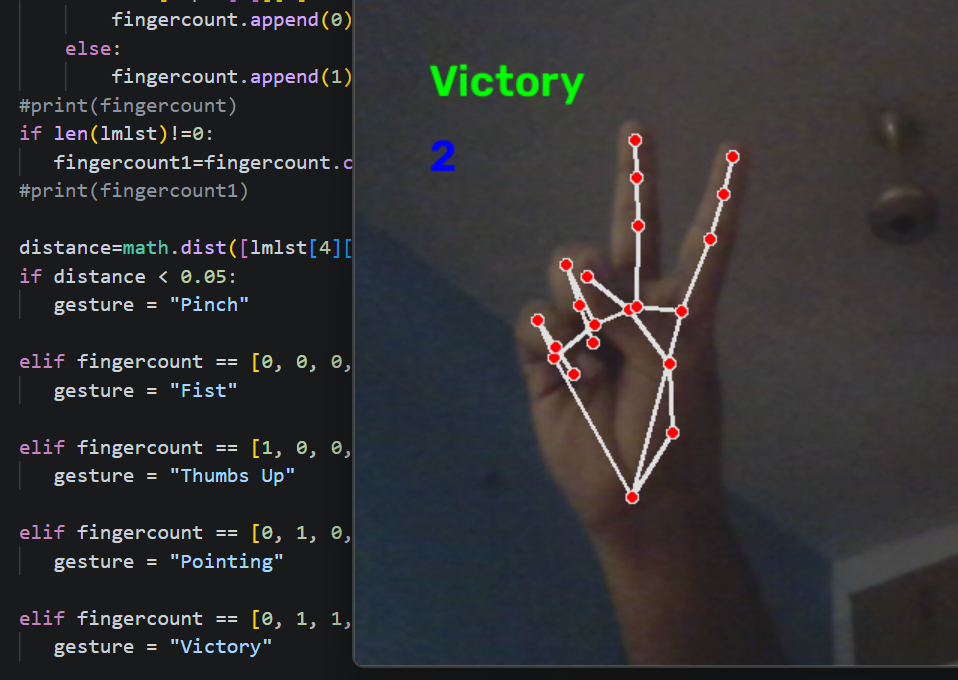 fingercount.append(0)
else:
fingercount.append(1)
#print(fingercount)
if len(lmlst)!=0:
fingercount1=fingercount.c
#print(fingercount1)
distance=math.dist([lmlst[4][
if distance < 0.05:
gesture = "Pinch"
elif fingercount == [0, 0, 0,
gesture = "Fist"
elif fingercount == [1, 0, 0,
gesture = "Thumbs Up"
elif fingercount == [0, 1, 0,
gesture = "Pointing"
elif fingercount == [0, 1, 1,
gesture = "Victory"
Victory
2